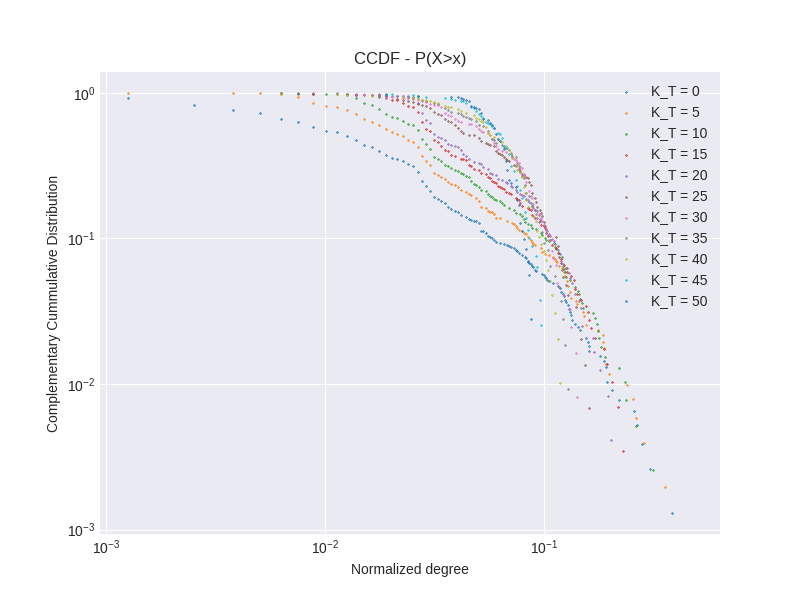 CCDF - P(X>x)
Complementary Cummulative Distribution
10⁰
10⁻¹
10⁻²
10⁻³
10⁻³
10⁻²
10⁻¹
Normalized degree
K_T = 0
K_T = 5
K_T = 10
K_T = 15
K_T = 20
K_T = 25
K_T = 30
K_T = 35
K_T = 40
K_T = 45
K_T = 50